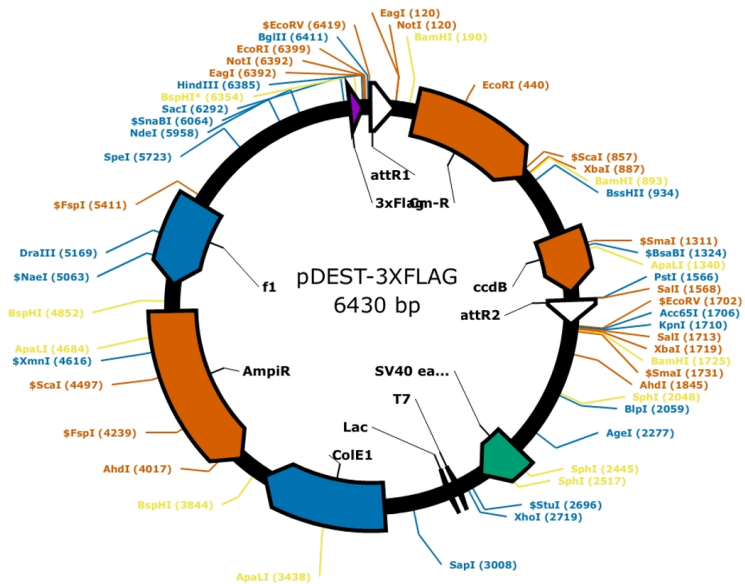 EagI (120)
NotI (120)
BamHI (190)
$EcoRV (6419)
BglII (6411)
EcoRI (6399)
NotI (6392)
EagI (6392)
HindIII (6385)
BspHI* (6354)
SacI (6292)
$SnaBI (6064)
NdeI (5958)
SpeI (5723)
$FspI (5411)
DraIII (5169)
$NaeI (5063)
BspHI (4852)
ApaLI (4684)
$XmnI (4616)
$ScaI (4497)
$FspI (4239)
AhdI (4017)
BspHI (3844)
ApaLI (3438)
EcoRI (440)
$ScaI (857)
XbaI (887)
BamHI (893)
BssHII (934)
$SmaI (1311)
$BsaBI (1324)
ApaLI (1340)
PstI (1566)
SalI (1568)
$EcoRV (1702)
Acc65I (1706)
KpnI (1710)
SalI (1713)
XbaI (1719)
BamHI (1725)
$SmaI (1731)
AhdI (1845)
SphI (2048)
BlpI (2059)
AgeI (2277)
SphI (2445)
SphI (2517)
$StuI (2696)
XhoI (2719)
SapI (3008)
attR1
3xFlag
Cm-R
pDEST-3XFLAG
6430 bp
f1
ccdB
attR2
AmpiR
SV40 ea...
T7
Lac
ColE1